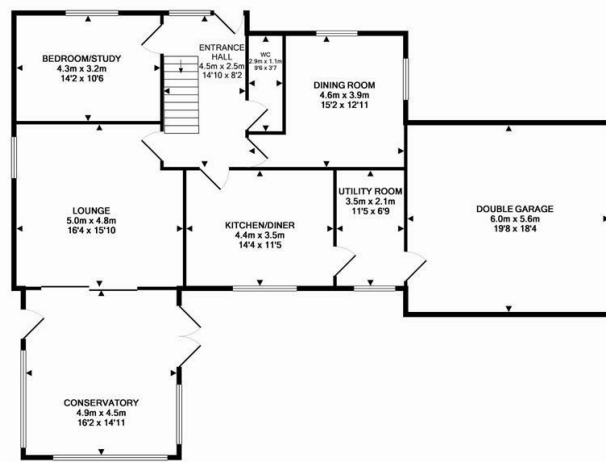 BEDROOM/STUDY
4.3m x 3.2m
14'2 x 10'6
ENTRANCE
HALL
4.5m x 2.5m
14'10 x 8'2
WC
2.9m x 1.1m
9'6 x 3'7
DINING ROOM
4.6m x 3.9m
15'2 x 12'11
LOUNGE
5.0m x 4.8m
16'4 x 15'10
KITCHEN/DINER
4.4m x 3.5m
14'4 x 11'5
UTILITY ROOM
3.5m x 2.1m
11'5 x 6'9
DOUBLE GARAGE
6.0m x 5.6m
19'8 x 18'4
CONSERVATORY
4.9m x 4.5m
16'2 x 14'11